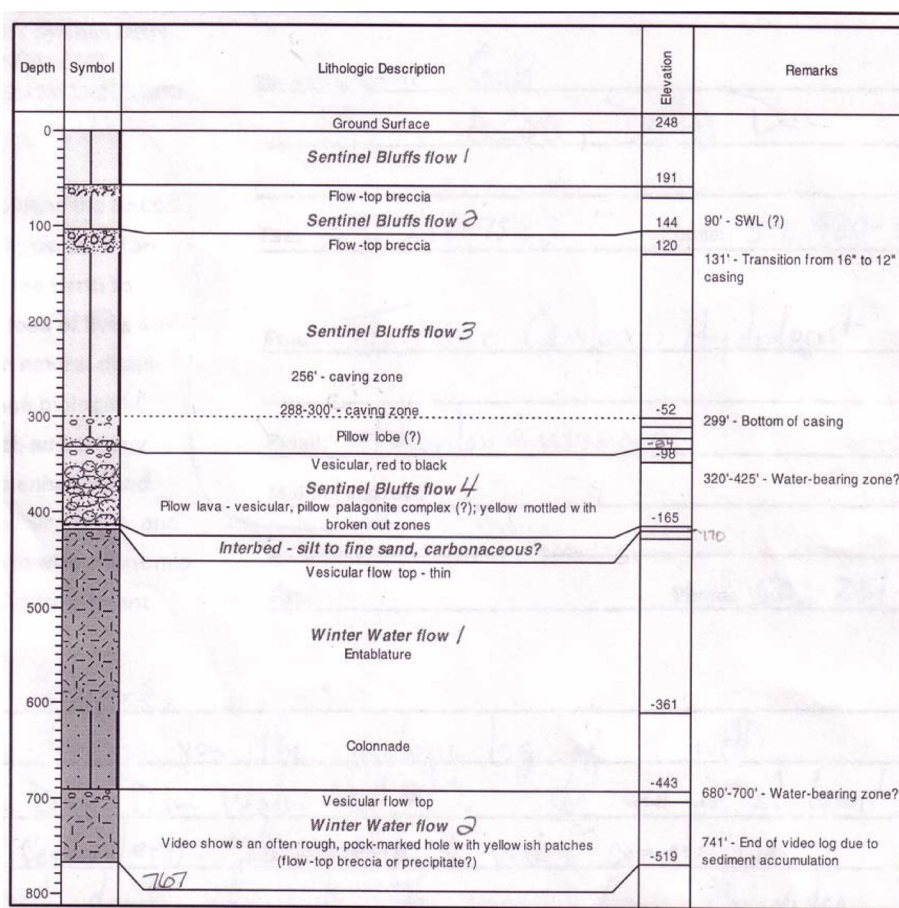 Depth Symbol Lithologic Description Elevation Remarks
0 Ground Surface 248
Sentinel Bluffs flow 1
191
Flow-top breccia
Sentinel Bluffs flow 2
100 144 90' - SWL (?)
Flow-top breccia 120
131' - Transition from 16" to 12"
casing
200
Sentinel Bluffs flow 3
256' - caving zone
300 288-300' - caving zone -52
299' - Bottom of casing
Pillow lobe (?)
-98
Vesicular, red to black
Sentinel Bluffs flow 4 320'-425' - Water-bearing zone?
Pilow lava - vesicular, pillow palagonite complex (?); yellow mottled with
400 broken out zones -165
170
Interbed - silt to fine sand, carbonaceous?
Vesicular flow top - thin
500
Winter Water flow 1
Entablature
600 -361
Colonnade
-443
680'-700' - Water-bearing zone?
700 Vesicular flow top
Winter Water flow 2
Video shows an often rough, pock-marked hole with yellowish patches 741' - End of video log due to
(flow-top breccia or precipitate?) -519 sediment accumulation
767
800